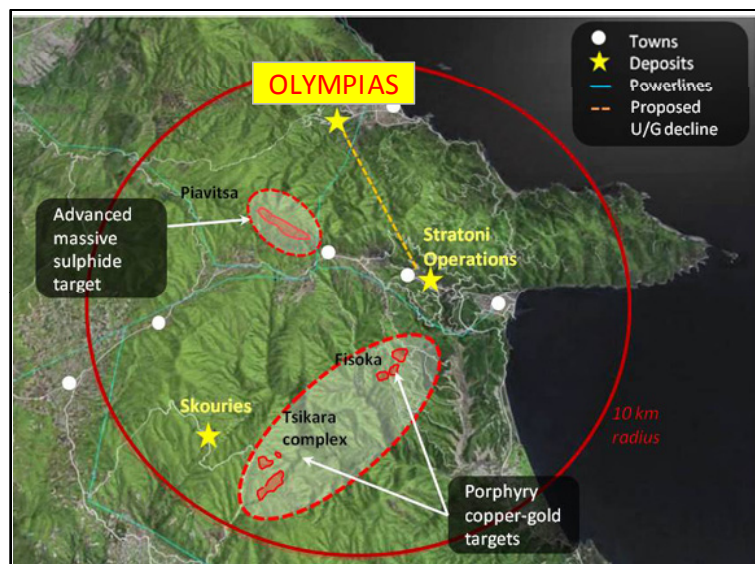 OLYMPIAS
Towns
Deposits
Powerlines
Proposed
U/G decline
Piavitsa
Advanced
massive
sulphide
target
Stratoni
Operations
Fisoka
Skouries
Tsikara
complex
10 km
radius
Porphyry
copper-gold
targets